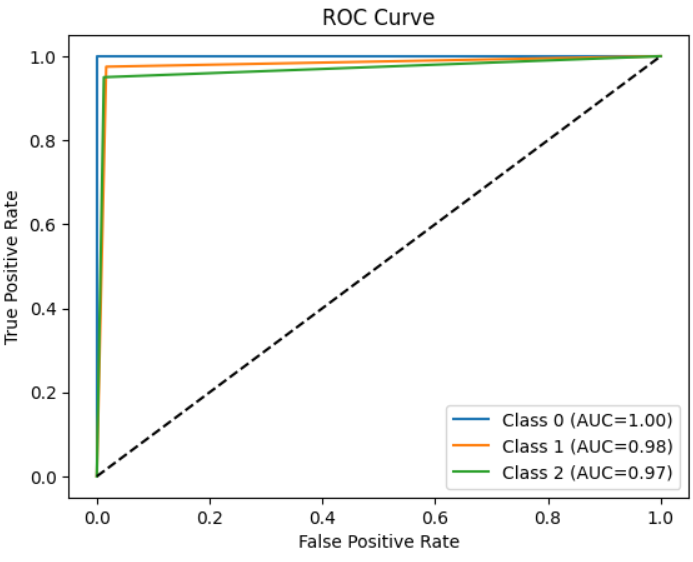 ROC Curve
True Positive Rate
1.0
0.8
0.6
0.4
0.2
0.0
Class 0 (AUC=1.00)
Class 1 (AUC=0.98)
Class 2 (AUC=0.97)
0.0 0.2 0.4 0.6 0.8 1.0
False Positive Rate